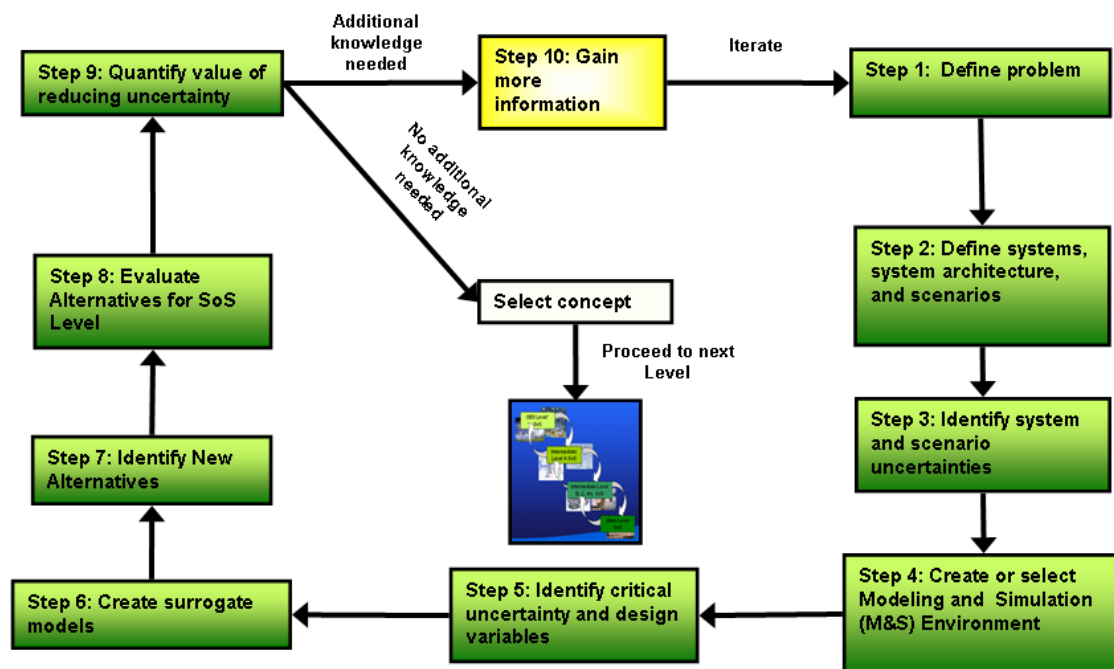 Additional
knowledge
needed
Iterate
Step 9: Quantify value of
reducing uncertainty
Step 10: Gain
more
information
Step 1:  Define problem
No additional
knowledge
needed
Step 2: Define systems,
system architecture,
and scenarios
Step 8: Evaluate
Alternatives for SoS
Level
Select concept
Proceed to next
Level
Step 3: Identify system
and scenario
uncertainties
Step 7: Identify New
Alternatives
Intermediate
Intermediate Level
Step 4: Create or select
Modeling and  Simulation
(M&S) Environment
Step 5: Identify critical
uncertainty and design
variables
Step 6: Create surrogate
models